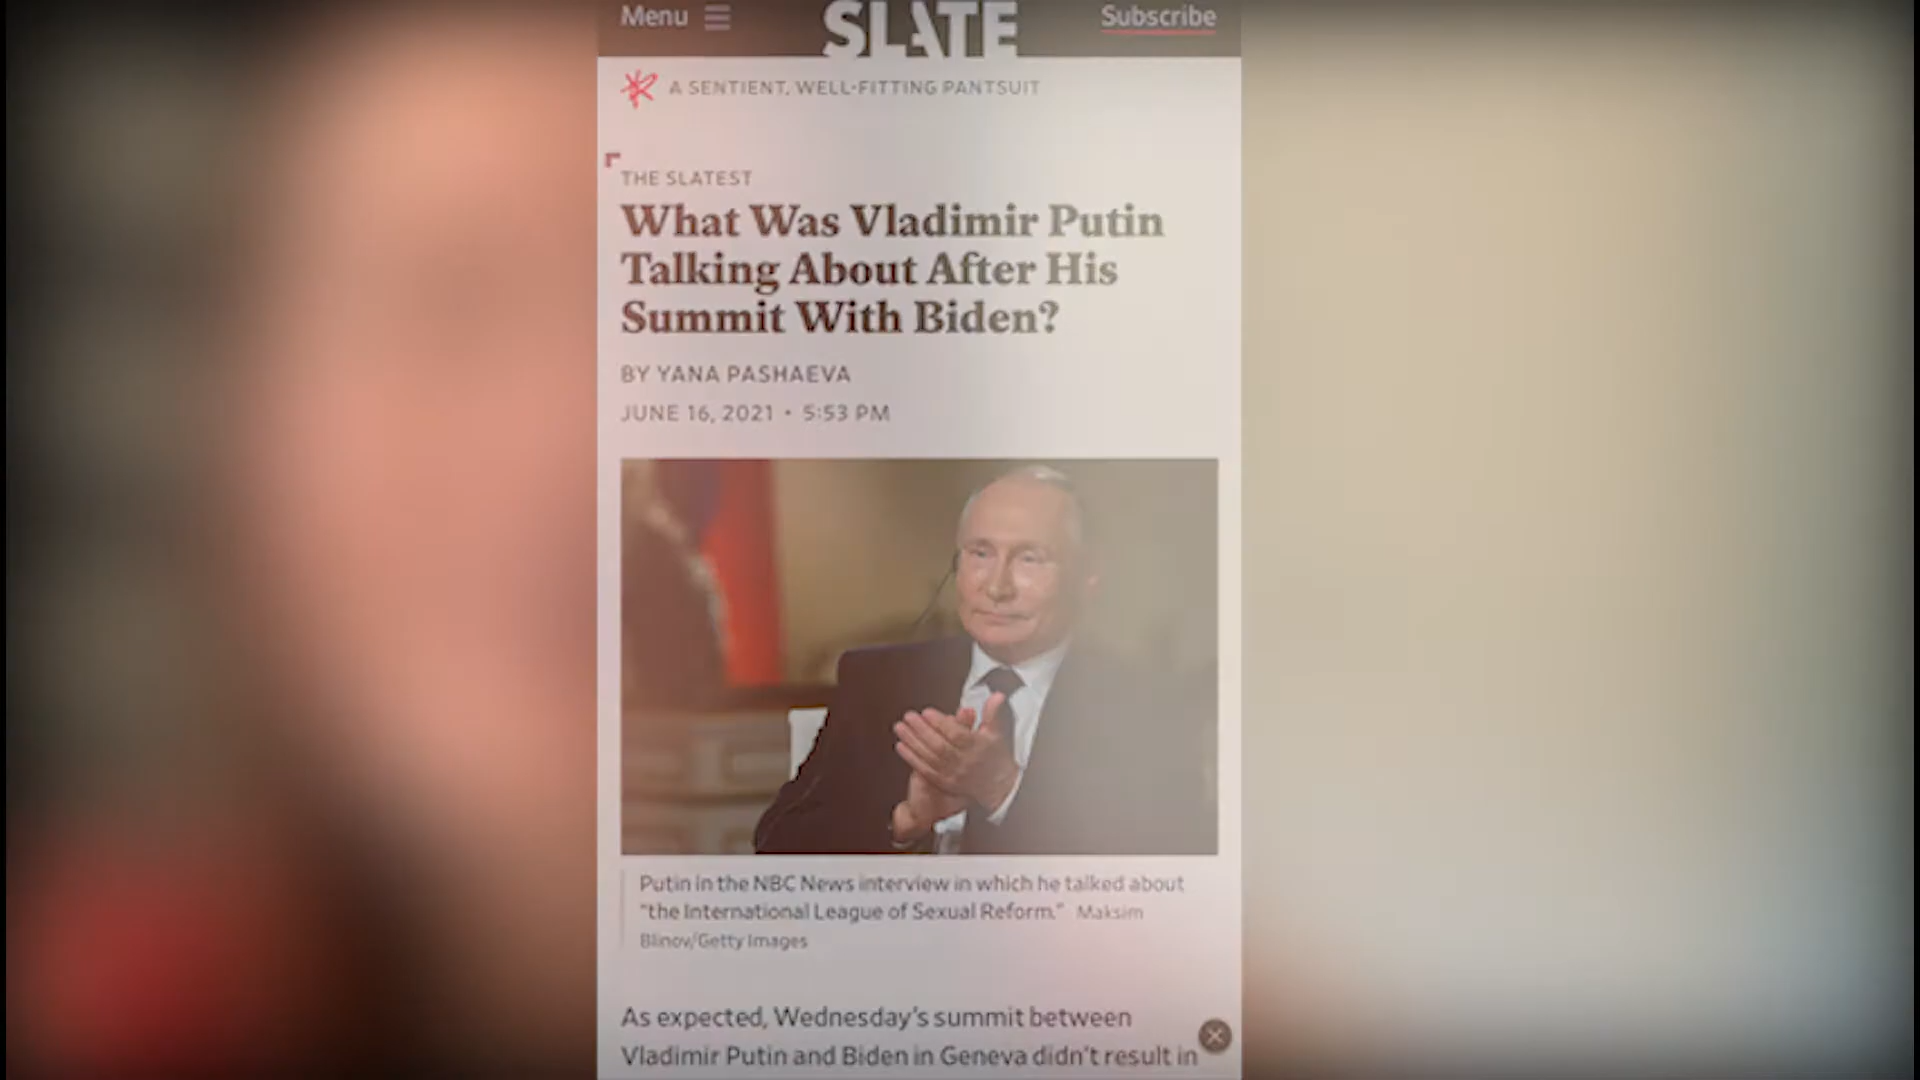 Menu
SLATE
Subscribe
A SENTIENT, WELL-FITTING PANTSUIT
THE SLATEST
What Was Vladimir Putin
Talking About After His
Summit With Biden?
BY YANA PASHAEVA
JUNE 16, 2021 • 5:53 PM
Putin in the NBC News interview in which he talked about
"the International League of Sexual Reform." Maksim
Blinov/Getty Images
As expected, Wednesday's summit between
Vladimir Putin and Biden in Geneva didn't result in